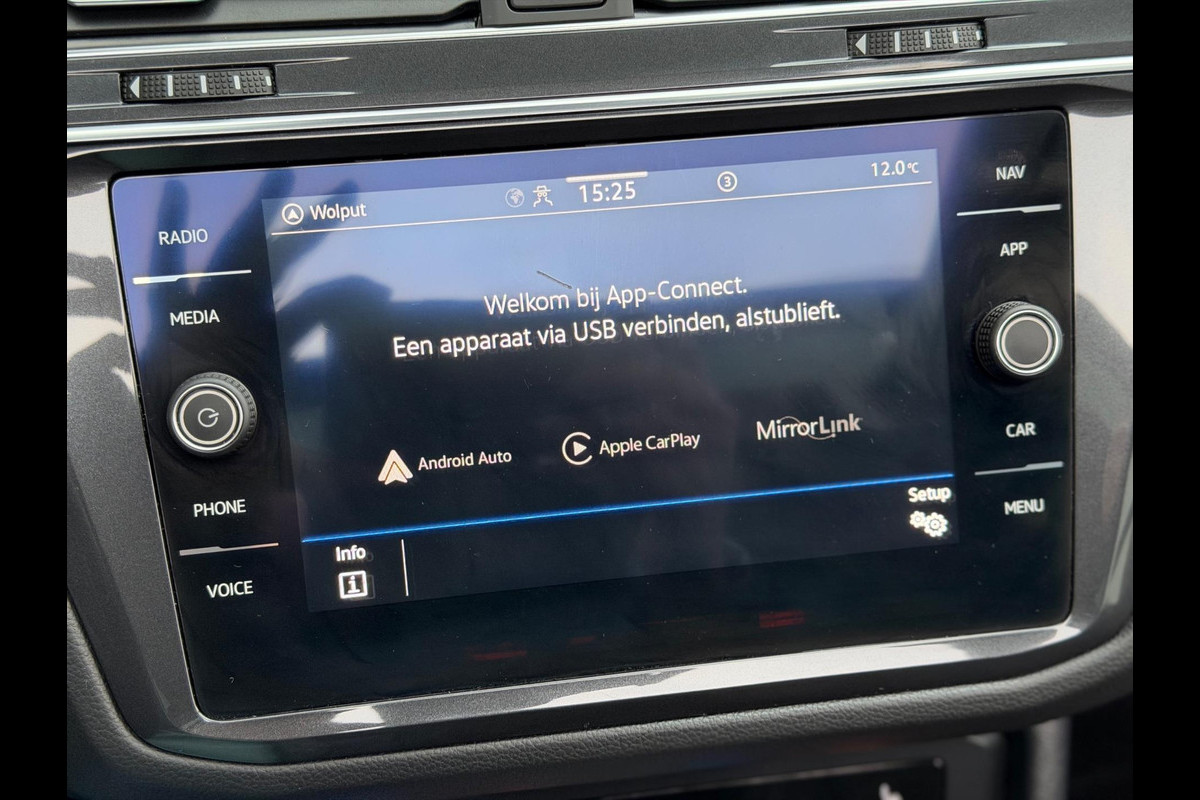 Wolput
15:25
3
12.0°C
RADIO
MEDIA
PHONE
VOICE
Welkom bij App-Connect.
Een apparaat via USB verbinden, alstublieft.
Android Auto
Apple CarPlay
MirrorLink
Info
i
Setup
NAV
APP
CAR
MENU